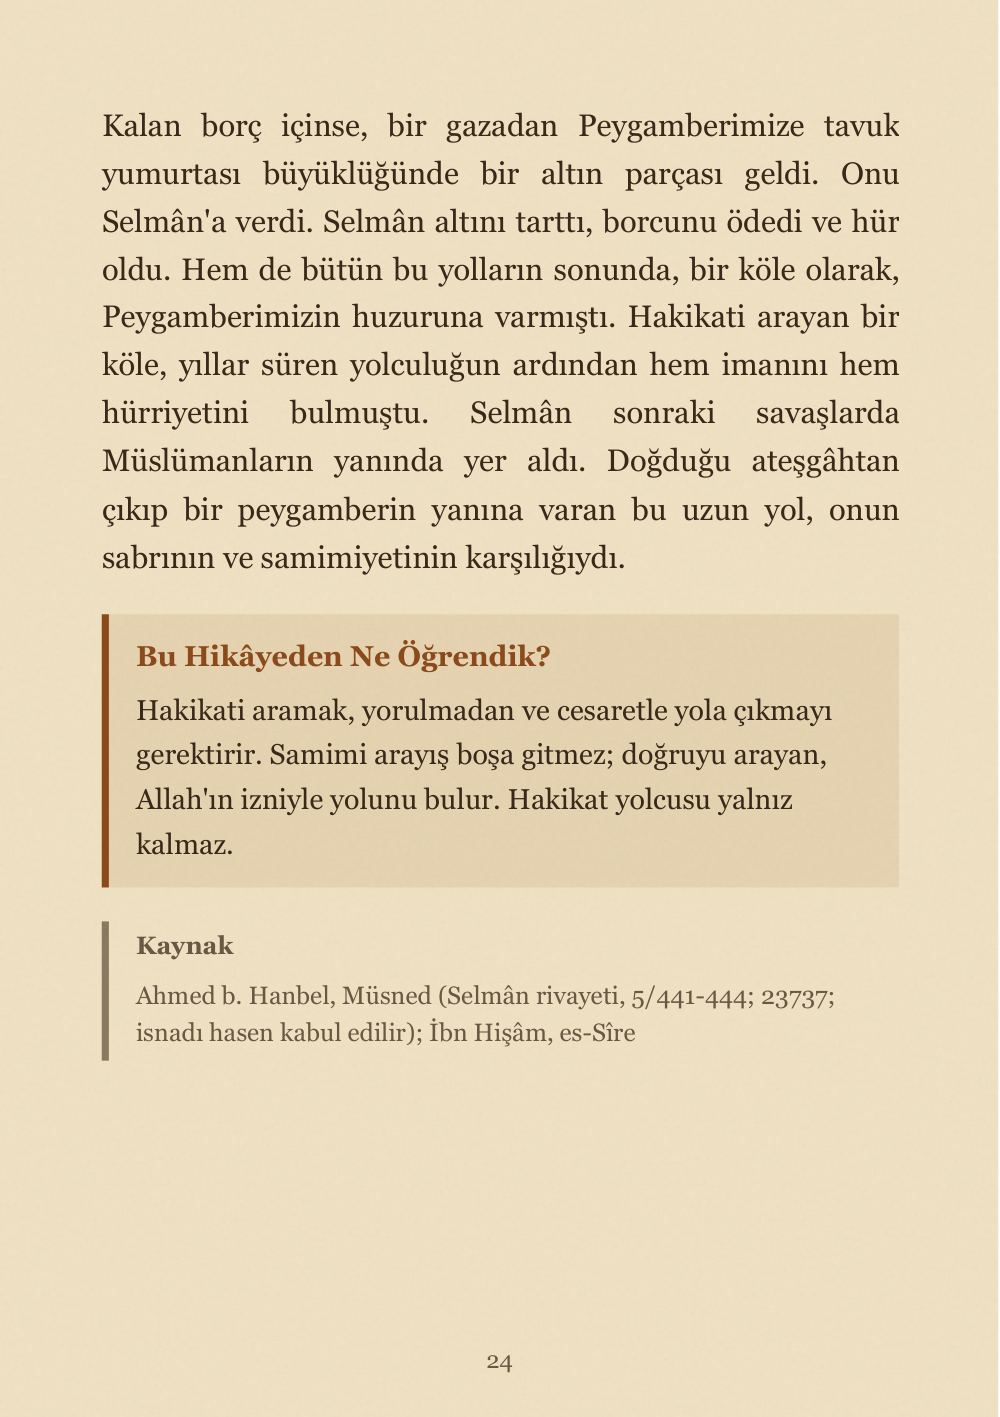 Kalan borç içinse, bir gazadan Peygamberimize tavuk
yumurtası büyüklüğünde bir altın parçası geldi. Onu
Selmân'a verdi. Selmân altını tarttı, borcunu ödedi ve hür
oldu. Hem de bütün bu yolların sonunda, bir köle olarak,
Peygamberimizin huzuruna varmıştı. Hakikati arayan bir
köle, yıllar süren yolculuğun ardından hem imanını hem
hürriyetini bulmuştu. Selmân sonraki savaşlarda
Müslümanların yanında yer aldı. Doğduğu ateşgâhtan
çıkıp bir peygamberin yanına varan bu uzun yol, onun
sabrının ve samimiyetinin karşılığıydı.
Bu Hikâyeden Ne Öğrendik?
Hakikati aramak, yorulmadan ve cesaretle yola çıkmayı
gerektirir. Samimi arayış boşa gitmez; doğruyu arayan,
Allah'ın izniyle yolunu bulur. Hakikat yolcusu yalnız
kalmaz.
Kaynak
Ahmed b. Hanbel, Müsned (Selmân rivayeti, 5/441-444; 23737;
isnadı hasen kabul edilir); İbn Hişâm, es-Sîre
24